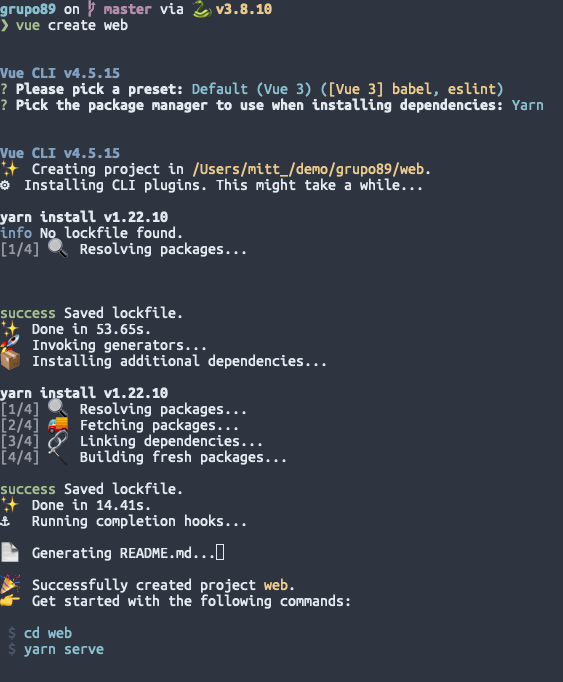 grupo89 on master via v3.8.10
❯ vue create web
Vue CLI v4.5.15
? Please pick a preset: Default (Vue 3) ([Vue 3] babel, eslint)
? Pick the package manager to use when installing dependencies: Yarn
Vue CLI v4.5.15
✨ Creating project in /Users/mitt_/demo/grupo89/web.
⚙ Installing CLI plugins. This might take a while...
yarn install v1.22.10
info No lockfile found.
[1/4] 🔍 Resolving packages...
success Saved lockfile.
✨ Done in 53.65s.
🚀 Invoking generators...
📦 Installing additional dependencies...
yarn install v1.22.10
[1/4] 🔍 Resolving packages...
[2/4] 🚚 Fetching packages...
[3/4] 🔗 Linking dependencies...
[4/4] 🔨 Building fresh packages...
success Saved lockfile.
✨ Done in 14.41s.
⚓ Running completion hooks...
📄 Generating README.md...
🎉 Successfully created project web.
👉 Get started with the following commands:
$ cd web
$ yarn serve